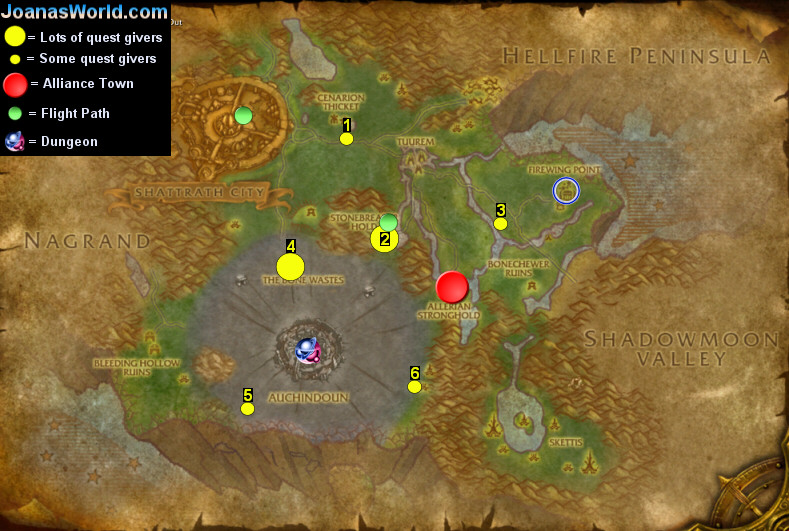 JoanasWorld.com
Out
= Lots of quest givers
= Some quest givers
= Alliance Town
= Flight Path
= Dungeon
HELLFIRE PENINSULA
CENARION
THICKET
1
TUUREM
FIREWING POINT
SHATTRATH CITY
STONEBREAKER
HOLD
2
3
NAGRAND
4
THE BONE WASTES
BONECHEWER
RUINS
ALLERIAN
STRONGHOLD
SHADOWMOON
VALLEY
BLEEDING HOLLOW
RUINS
6
5
AUCHINDOUN
SKETTIS